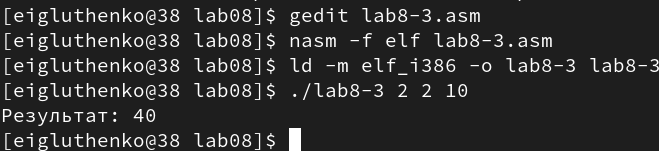 [eigluthenko@38 lab08]$ gedit lab8-3.asm
[eigluthenko@38 lab08]$ nasm -f elf lab8-3.asm
[eigluthenko@38 lab08]$ ld -m elf_i386 -o lab8-3 lab8-3
[eigluthenko@38 lab08]$ ./lab8-3 2 2 10
Результат: 40
[eigluthenko@38 lab08]$